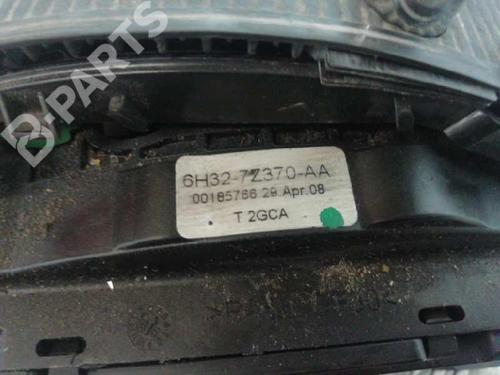 B-PARTS
6H32-7Z370-AA
00185766 29 Apr.08
T 2GCA